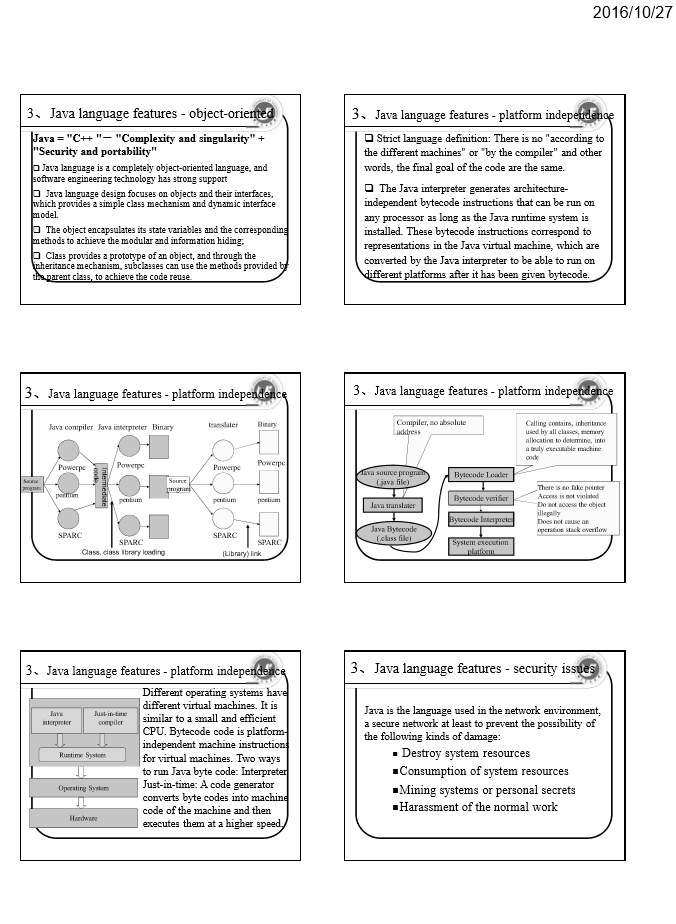 2016/10/27
3、 Java language features - object-oriented
Java = "C++ "－ "Complexity and singularity" +
"Security and portability"
❑ Java language is a completely object-oriented language, and
software engineering technology has strong support
❑ Java language design focuses on objects and their interfaces,
which provides a simple class mechanism and dynamic interface
model.
❑ The object encapsulates its state variables and the corresponding
methods to achieve the modular and information hiding;
❑ Class provides a prototype of an object, and through the
inheritance mechanism, subclasses can use the methods provided by
the parent class, to achieve the code reuse.
3、 Java language features - platform independence
❑ Strict language definition: There is no "according to
the different machines" or "by the compiler" and other
words, the final goal of the code are the same.
❑ The Java interpreter generates architecture-
independent bytecode instructions that can be run on
any processor as long as the Java runtime system is
installed. These bytecode instructions correspond to
representations in the Java virtual machine, which are
converted by the Java interpreter to be able to run on
different platforms after it has been given bytecode.
3、 Java language features - platform independence
Java compiler Java interpreter Binary
translater Binary
Powerpc
Powerpc
Powerpc
Powerpc
Source
program
Intermediate
codes
Source
program
pentium
pentium
pentium
pentium
SPARC
SPARC
SPARC
SPARC
Class, class library loading
(Library) link
3、 Java language features - platform independence
Compiler, no absolute
address
Calling contains, inheritance
used by all classes, memory
allocation to determine, into
a truly executable machine
code
Java source program
(.java file)
Java translater
Java Bytecode
(.class file)
Bytecode Loader
Bytecode verifier
Bytecode Interpreter
System execution
platform
There is no fake pointer
Access is not violated
Do not access the object
illegally
Does not cause an
operation stack overflow
3、 Java language features - platform independence
Java
interpreter
Just-in-time
compiler
Runtime System
Operating System
Hardware
Different operating systems have
different virtual machines. It is
similar to a small and efficient
CPU. Bytecode code is platform-
independent machine instructions
for virtual machines. Two ways
to run Java byte code: Interpreter
Just-in-time: A code generator
converts byte codes into machine
code of the machine and then
executes them at a higher speed.
3、 Java language features - security issues
Java is the language used in the network environment,
a secure network at least to prevent the possibility of
the following kinds of damage:
■ Destroy system resources
■Consumption of system resources
■Mining systems or personal secrets
■Harassment of the normal work